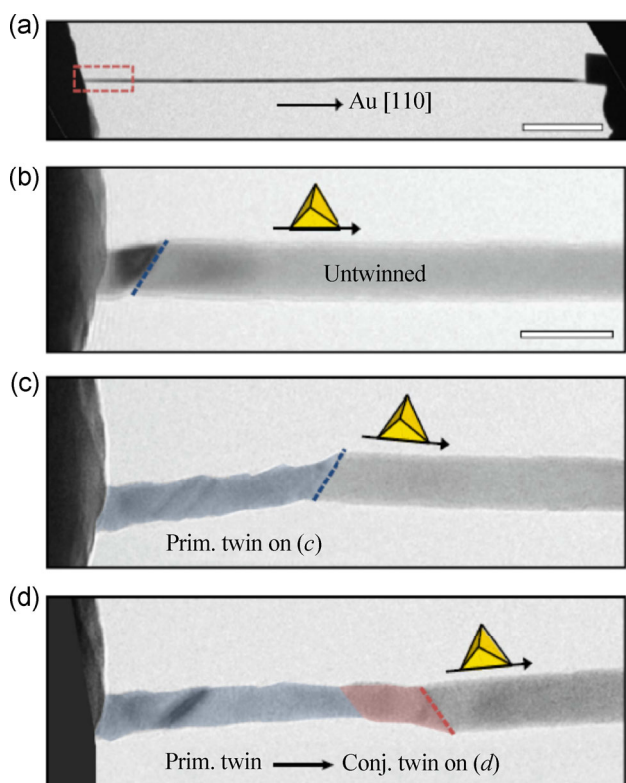 (a)
Au [110]
(b)
Untwinned
(c)
Prim. twin on (c)
(d)
Prim. twin Conj. twin on (d)